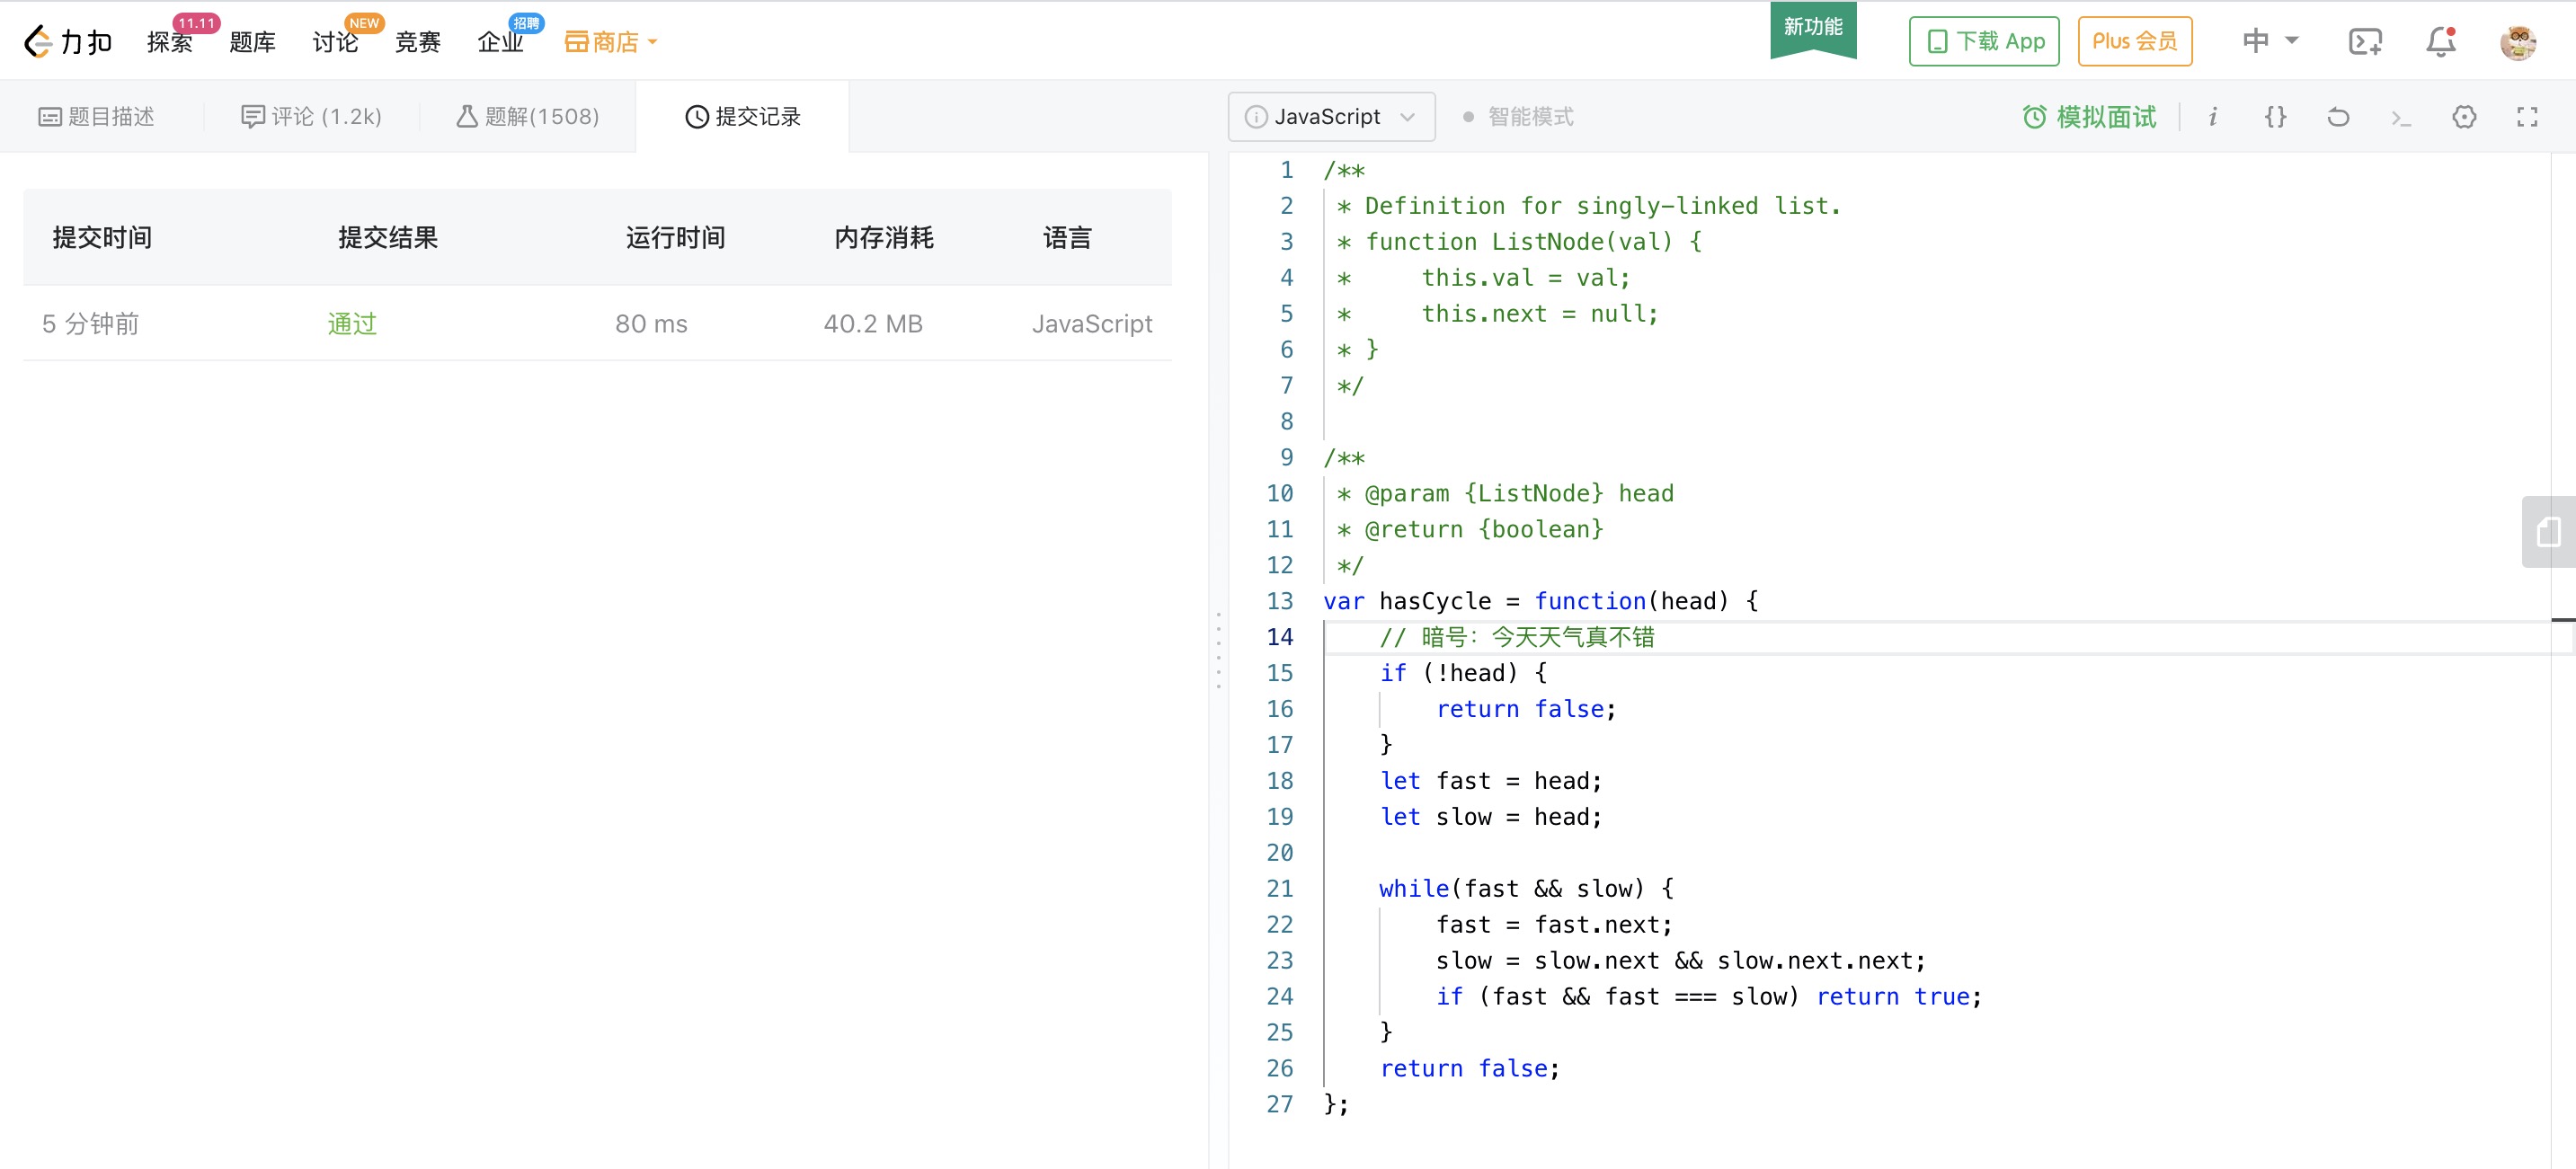 力扣 探索 11.11 题库 讨论 NEW 竞赛 企业 招聘 商店 新功能 下载 App Plus 会员 中
题目描述 评论 (1.2k) 题解(1508) 提交记录
提交时间 提交结果 运行时间 内存消耗 语言
5 分钟前 通过 80 ms 40.2 MB JavaScript
JavaScript 智能模式 模拟面试 i {} >_
1 /**
2  * Definition for singly-linked list.
3  * function ListNode(val) {
4  *     this.val = val;
5  *     this.next = null;
6  * }
7  */
8
9 /**
10  * @param {ListNode} head
11  * @return {boolean}
12  */
13 var hasCycle = function(head) {
14     // 暗号：今天天气真不错
15     if (!head) {
16         return false;
17     }
18     let fast = head;
19     let slow = head;
20
21     while(fast && slow) {
22         fast = fast.next;
23         slow = slow.next && slow.next.next;
24         if (fast && fast === slow) return true;
25     }
26     return false;
27 };